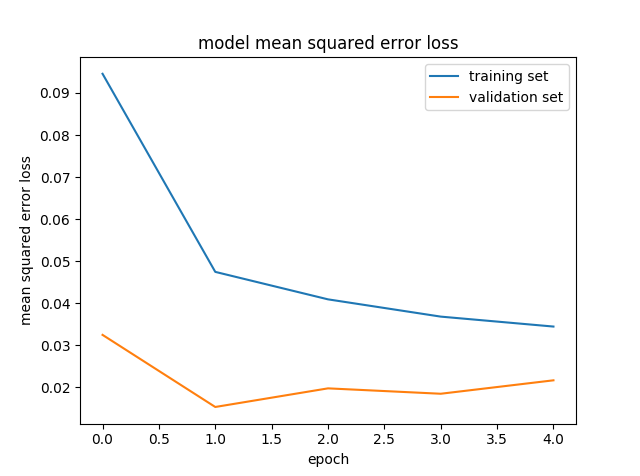 model mean squared error loss
training set
validation set
mean squared error loss
0.09
0.08
0.07
0.06
0.05
0.04
0.03
0.02
0.0 0.5 1.0 1.5 2.0 2.5 3.0 3.5 4.0
epoch